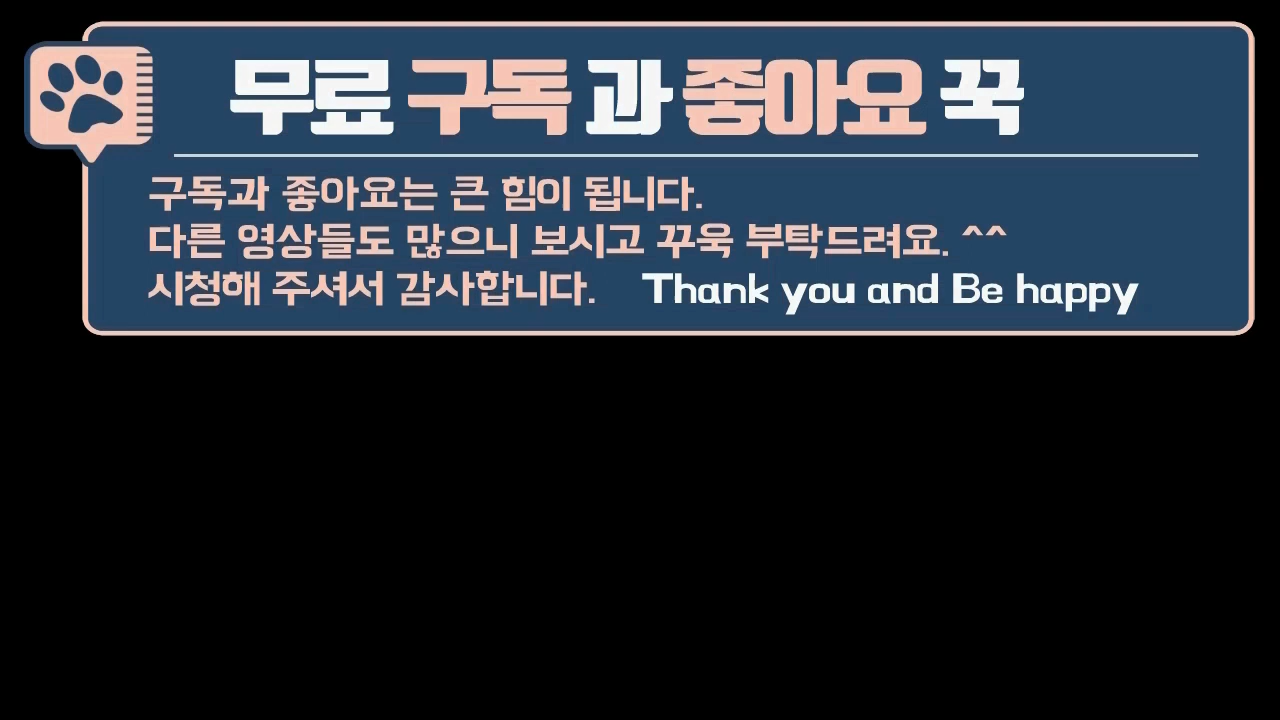 무료 구독 과 좋아요 꾹
구독과 좋아요는 큰 힘이 됩니다.
다른 영상들도 많으니 보시고 꾸욱 부탁드려요. ^^
시청해 주셔서 감사합니다. Thank you and Be happy